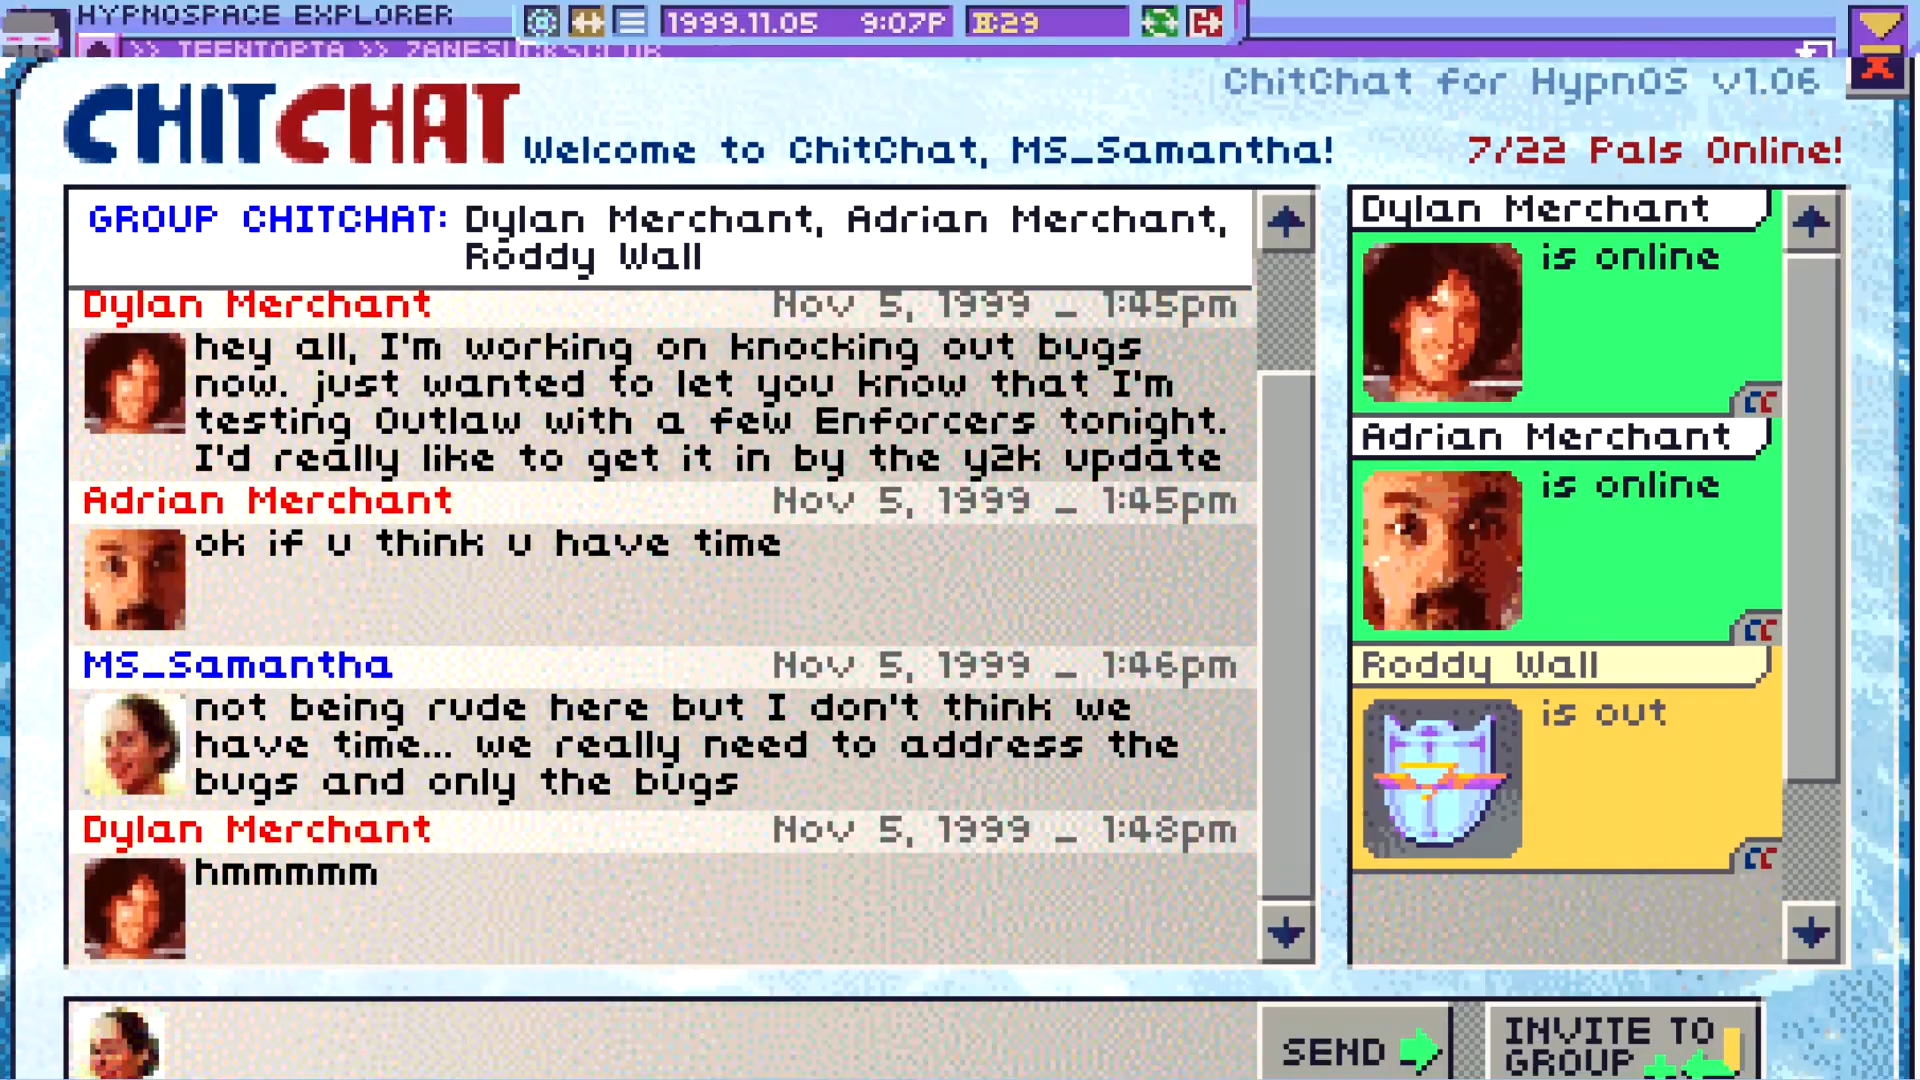 HYPNOSPACE EXPLORER
1999.11.05 9:07P
29
>> TEENTOPIA >> ZANESUCKSCLUB
ChitChat for HypnOS v1.06
CHITCHAT
Welcome to ChitChat, MS_Samantha!
7/22 Pals Online!
GROUP CHITCHAT: Dylan Merchant, Adrian Merchant,
Roddy Wall
Dylan Merchant Nov 5, 1999 _ 1:45pm
hey all, I'm working on knocking out bugs
now. just wanted to let you know that I'm
testing Outlaw with a few Enforcers tonight.
I'd really like to get it in by the y2k update
Adrian Merchant Nov 5, 1999 _ 1:45pm
ok if u think u have time
MS_Samantha Nov 5, 1999 _ 1:46pm
not being rude here but I don't think we
have time... we really need to address the
bugs and only the bugs
Dylan Merchant Nov 5, 1999 _ 1:48pm
hmmmmm
Dylan Merchant
is online
CC
Adrian Merchant
is online
CC
Roddy Wall
is out
CC
SEND
INVITE TO
GROUP